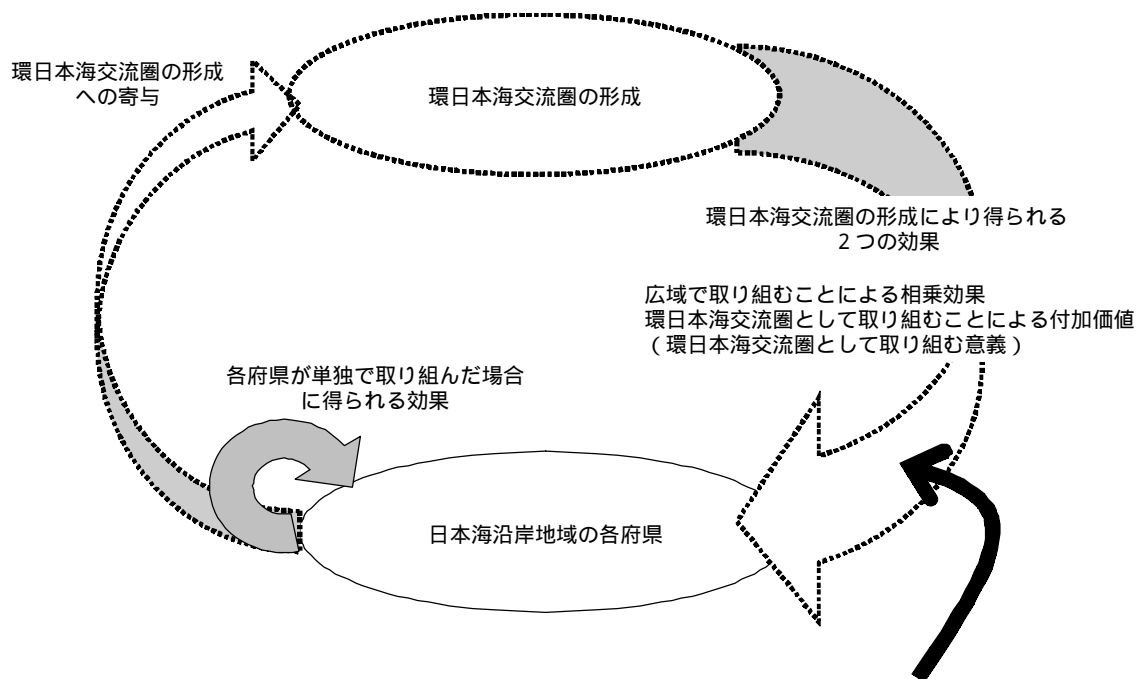 環日本海交流圏の形成
への寄与
環日本海交流圏の形成
環日本海交流圏の形成により得られる
２つの効果
広域で取り組むことによる相乗効果
環日本海交流圏として取り組むことによる付加価値
（環日本海交流圏として取り組む意義）
各府県が単独で取り組んだ場合
に得られる効果
日本海沿岸地域の各府県